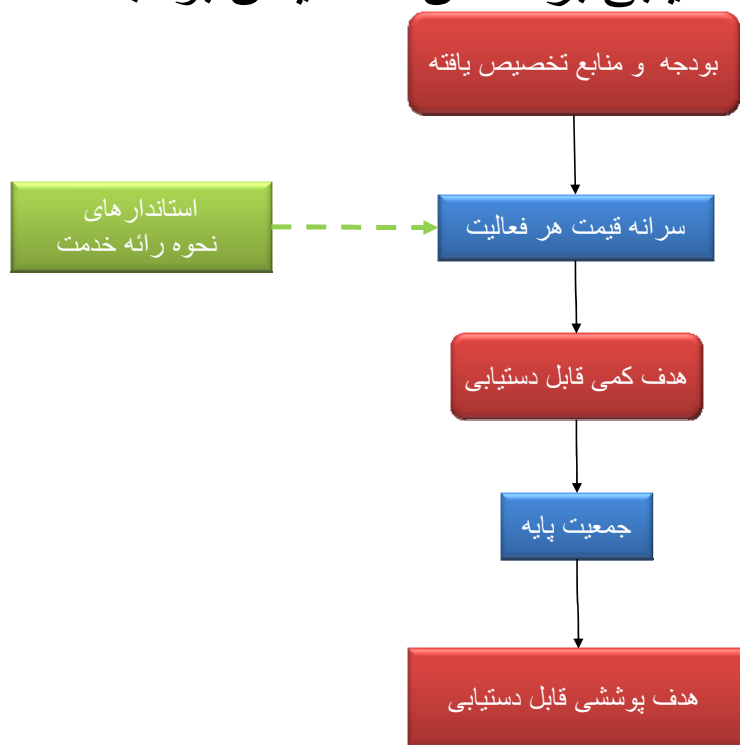 بودجه و منابع تخصیص یافته
استاندارهای
نحوه رائه خدمت
سرانه قیمت هر فعالیت
هدف کمی قابل دستیابی
جمعیت پایه
هدف پوششی قابل دستیابی